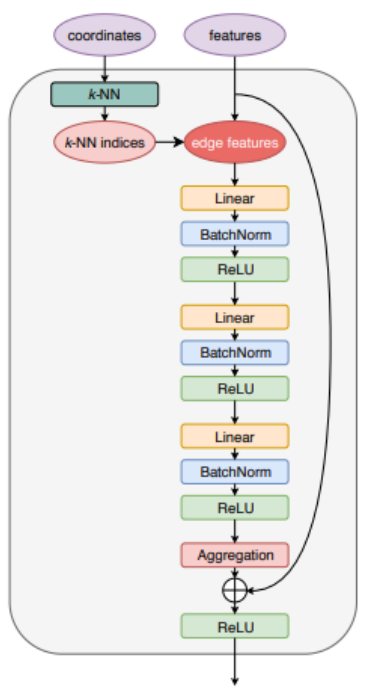 coordinates
features
k-NN
k-NN indices
edge features
Linear
BatchNorm
ReLU
Linear
BatchNorm
ReLU
Linear
BatchNorm
ReLU
Aggregation
ReLU